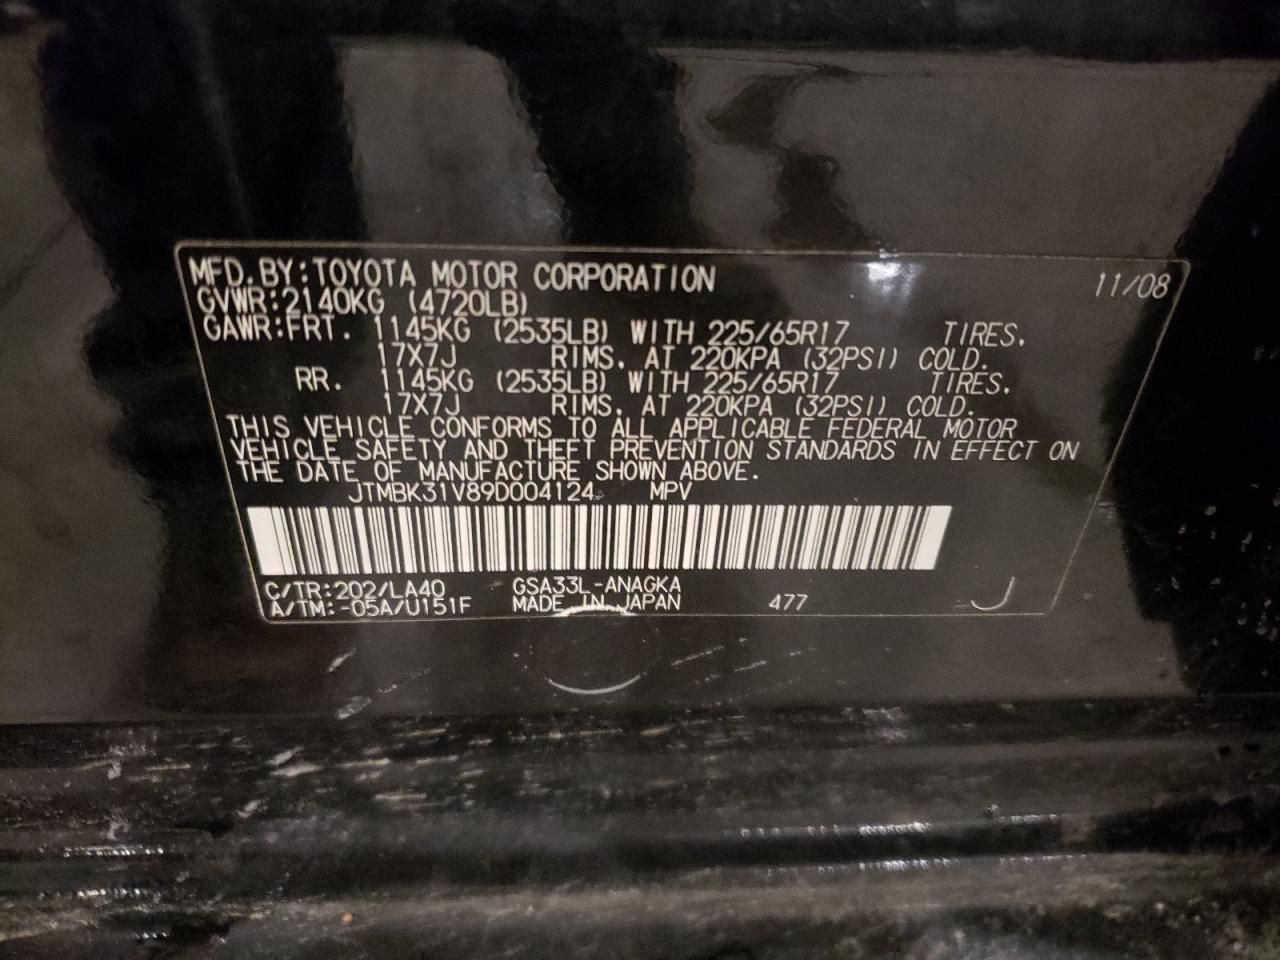 MFD.BY:TOYOTA MOTOR CORPORATION 11/08
GVWR:2140KG (4720LB)
GAWR:FRT. 1145KG (2535LB) WITH 225/65R17 TIRES,
17X7J RIMS, AT 220KPA (32PSI) COLD.
RR. 1145KG (2535LB) WITH 225/65R17 TIRES,
17X7J RIMS, AT 220KPA (32PSI) COLD.
THIS VEHICLE CONFORMS TO ALL APPLICABLE FEDERAL MOTOR
VEHICLE SAFETY AND THEFT PREVENTION STANDARDS IN EFFECT ON
THE DATE OF MANUFACTURE SHOWN ABOVE.
JTMBK31V89D004124 MPV
C/TR:202/LA40 GSA33L-ANAGKA
A/TM:-05A/U151F MADE IN JAPAN 477 J